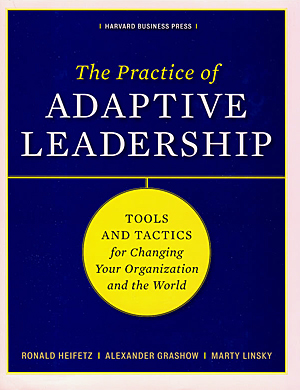 | HARVARD BUSINESS PRESS |
The Practice of
ADAPTIVE
LEADERSHIP
TOOLS
AND TACTICS
for Changing
Your Organization
and the World
RONALD HEIFETZ | ALEXANDER GRASHOW | MARTY LINSKY